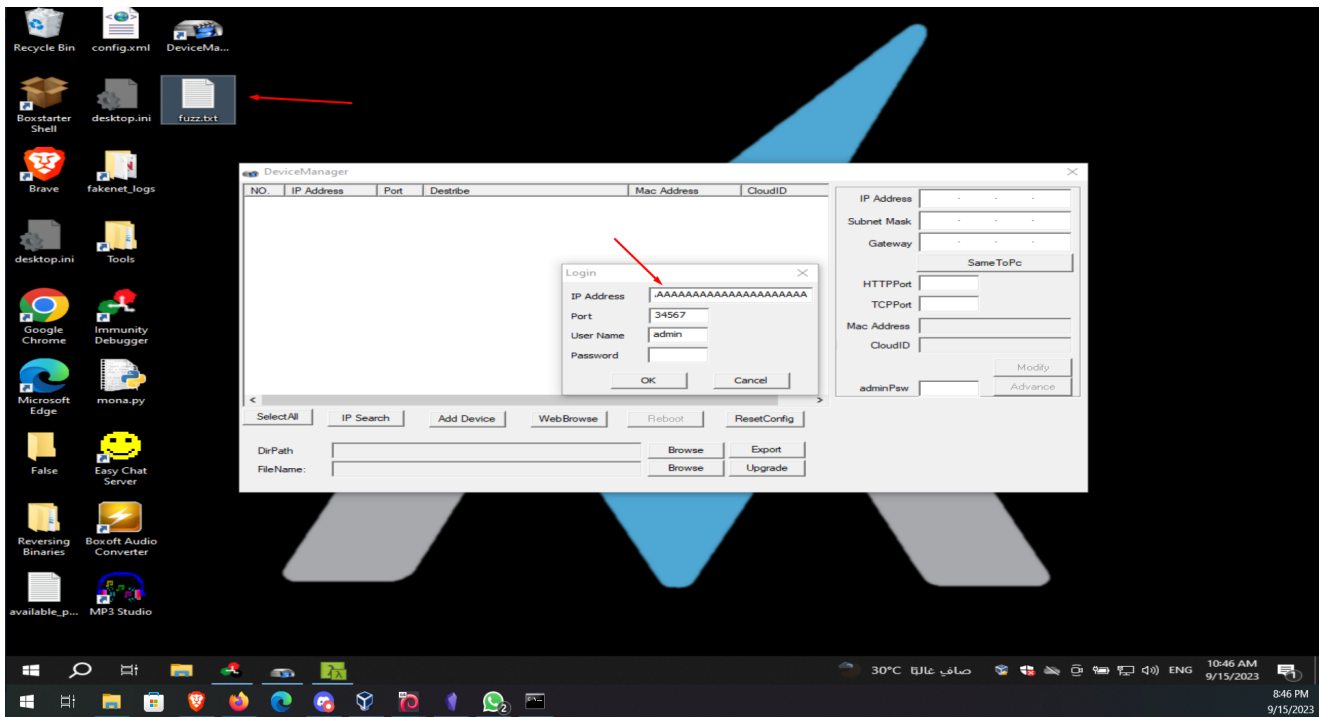 Recycle Bin
config.xml
DeviceMa...
Boxstarter
Shell
desktop.ini
fuzz.txt
Brave
fakenet_logs
desktop.ini
Tools
Google
Chrome
Immunity
Debugger
Microsoft
Edge
mona.py
False
Easy Chat
Server
Reversing
Binaries
Boxoft Audio
Converter
available_p...
MP3 Studio
DeviceManager
NO. IP Address Port Destribe Mac Address CloudID
IP Address
Subnet Mask
Gateway
SameToPc
HTTPPort
TCPPort
Mac Address
CloudID
Modify
adminPsw Advance
Login
IP Address .AAAAAAAAAAAAAAAAAAAAAA
Port 34567
User Name admin
Password
OK Cancel
SelectAll IP Search Add Device WebBrowse Reboot ResetConfig
DirPath Browse Export
FileName: Browse Upgrade
30°C صافٍ غالبًا ENG 10:46 AM
9/15/2023
1
2
8:46 PM
9/15/2023